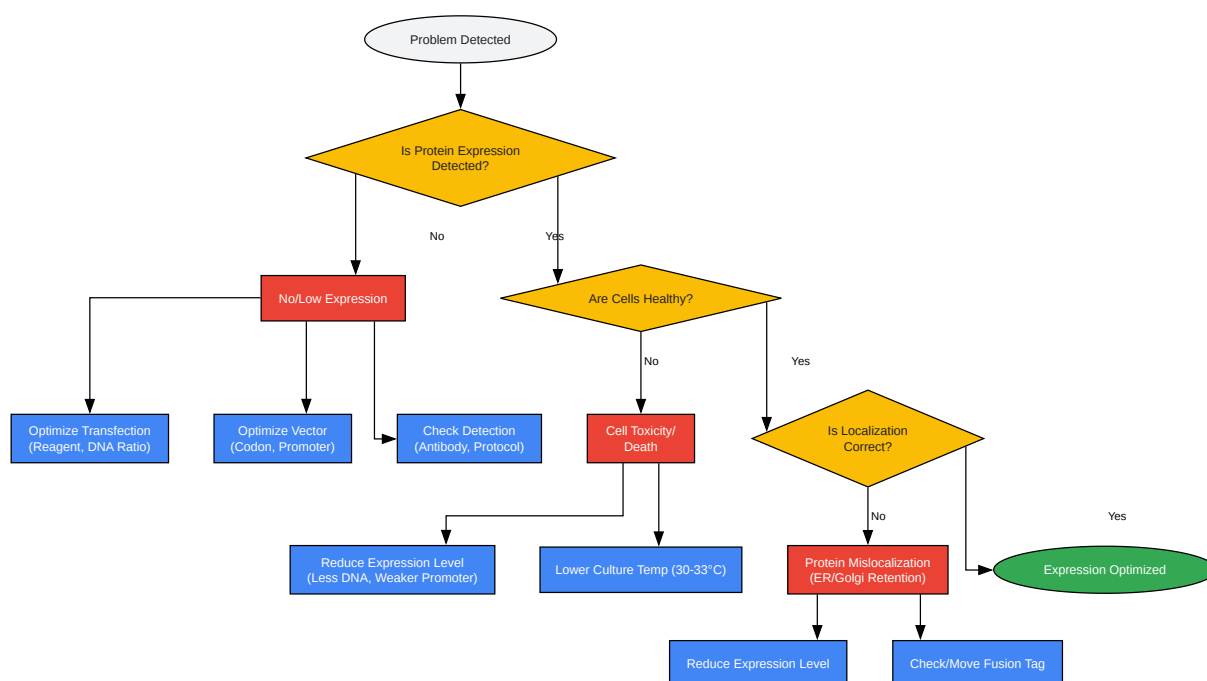 Problem Detected
Is Protein Expression
Detected?
No
Yes
No/Low Expression
Are Cells Healthy?
No
Yes
Optimize Transfection
(Reagent, DNA Ratio)
Optimize Vector
(Codon, Promoter)
Check Detection
(Antibody, Protocol)
Cell Toxicity/
Death
Is Localization
Correct?
No
Yes
Reduce Expression Level
(Less DNA, Weaker Promoter)
Lower Culture Temp (30-33°C)
Protein Mislocalization
(ER/Golgi Retention)
Expression Optimized
Reduce Expression Level
Check/Move Fusion Tag